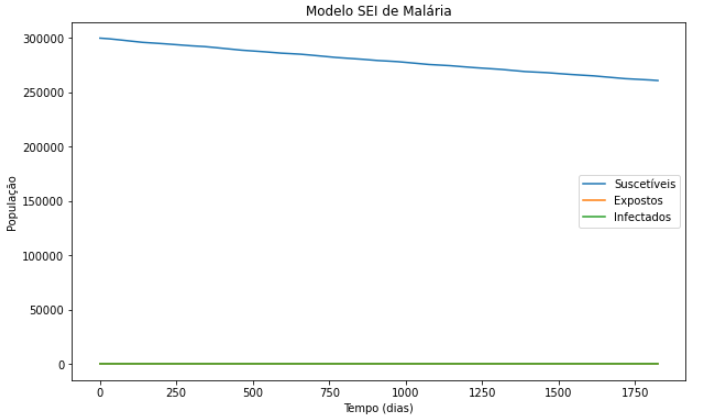 Modelo SEI de Malária
População
300000
250000
200000
150000
100000
50000
0
Suscetíveis
Expostos
Infectados
0 250 500 750 1000 1250 1500 1750
Tempo (dias)